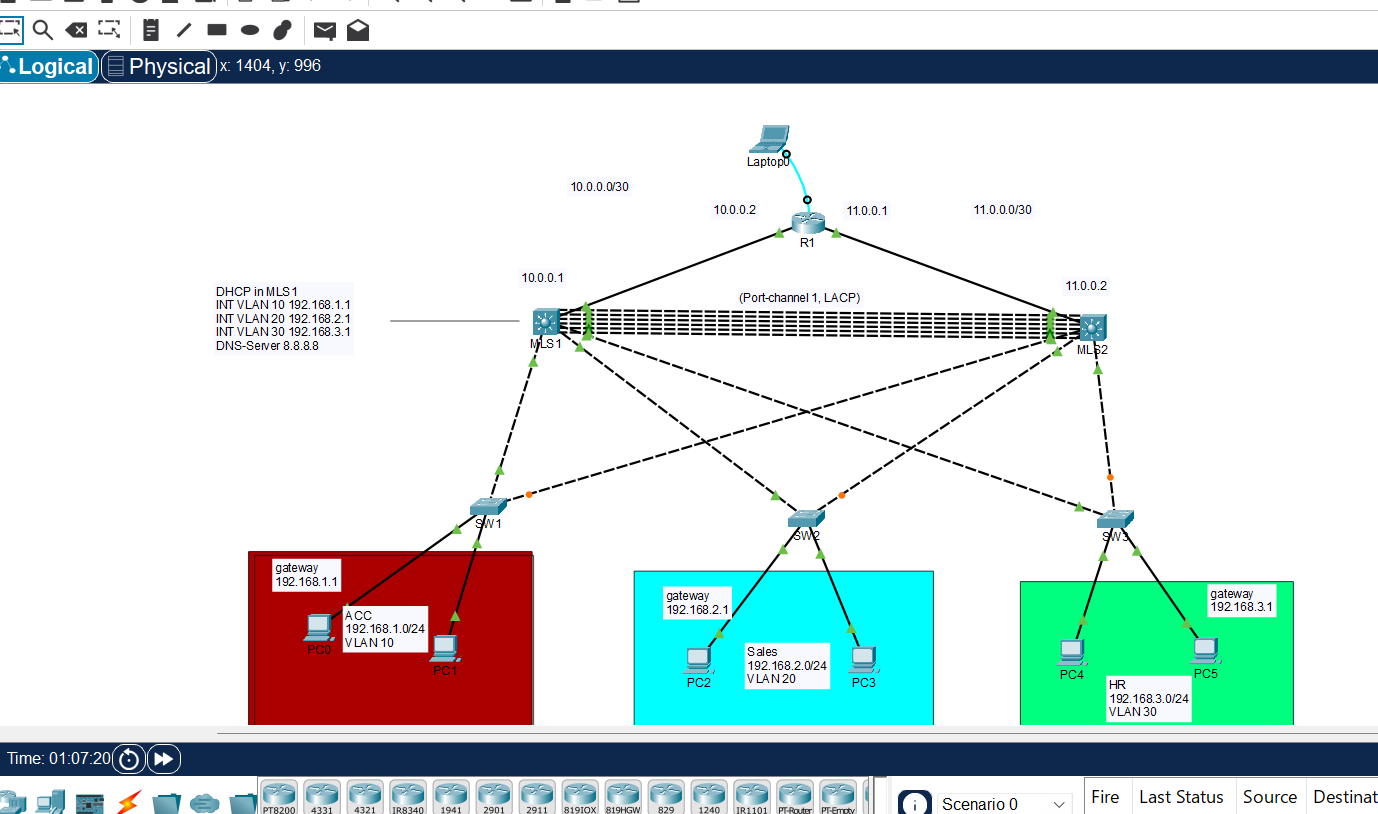 Logical
Physical
x: 1404, y: 996
Laptop0
10.0.0.0/30
10.0.0.2
11.0.0.1
11.0.0.0/30
R1
10.0.0.1
11.0.0.2
DHCP in MLS1
INT VLAN 10 192.168.1.1
INT VLAN 20 192.168.2.1
INT VLAN 30 192.168.3.1
DNS-Server 8.8.8.8
(Port-channel 1, LACP)
MLS1
MLS2
SW1
SW2
SW3
gateway
192.168.1.1
ACC
192.168.1.0/24
VLAN 10
PC0
PC1
gateway
192.168.2.1
Sales
192.168.2.0/24
VLAN 20
PC2
PC3
gateway
192.168.3.1
PC4
PC5
HR
192.168.3.0/24
VLAN 30
Time: 01:07:20
PT8200
4331
4321
IR8340
1941
2901
2911
819IOX
819HGW
829
1240
IR1101
PT-Router
PT-Empty
Scenario 0
Fire
Last Status
Source
Destinat